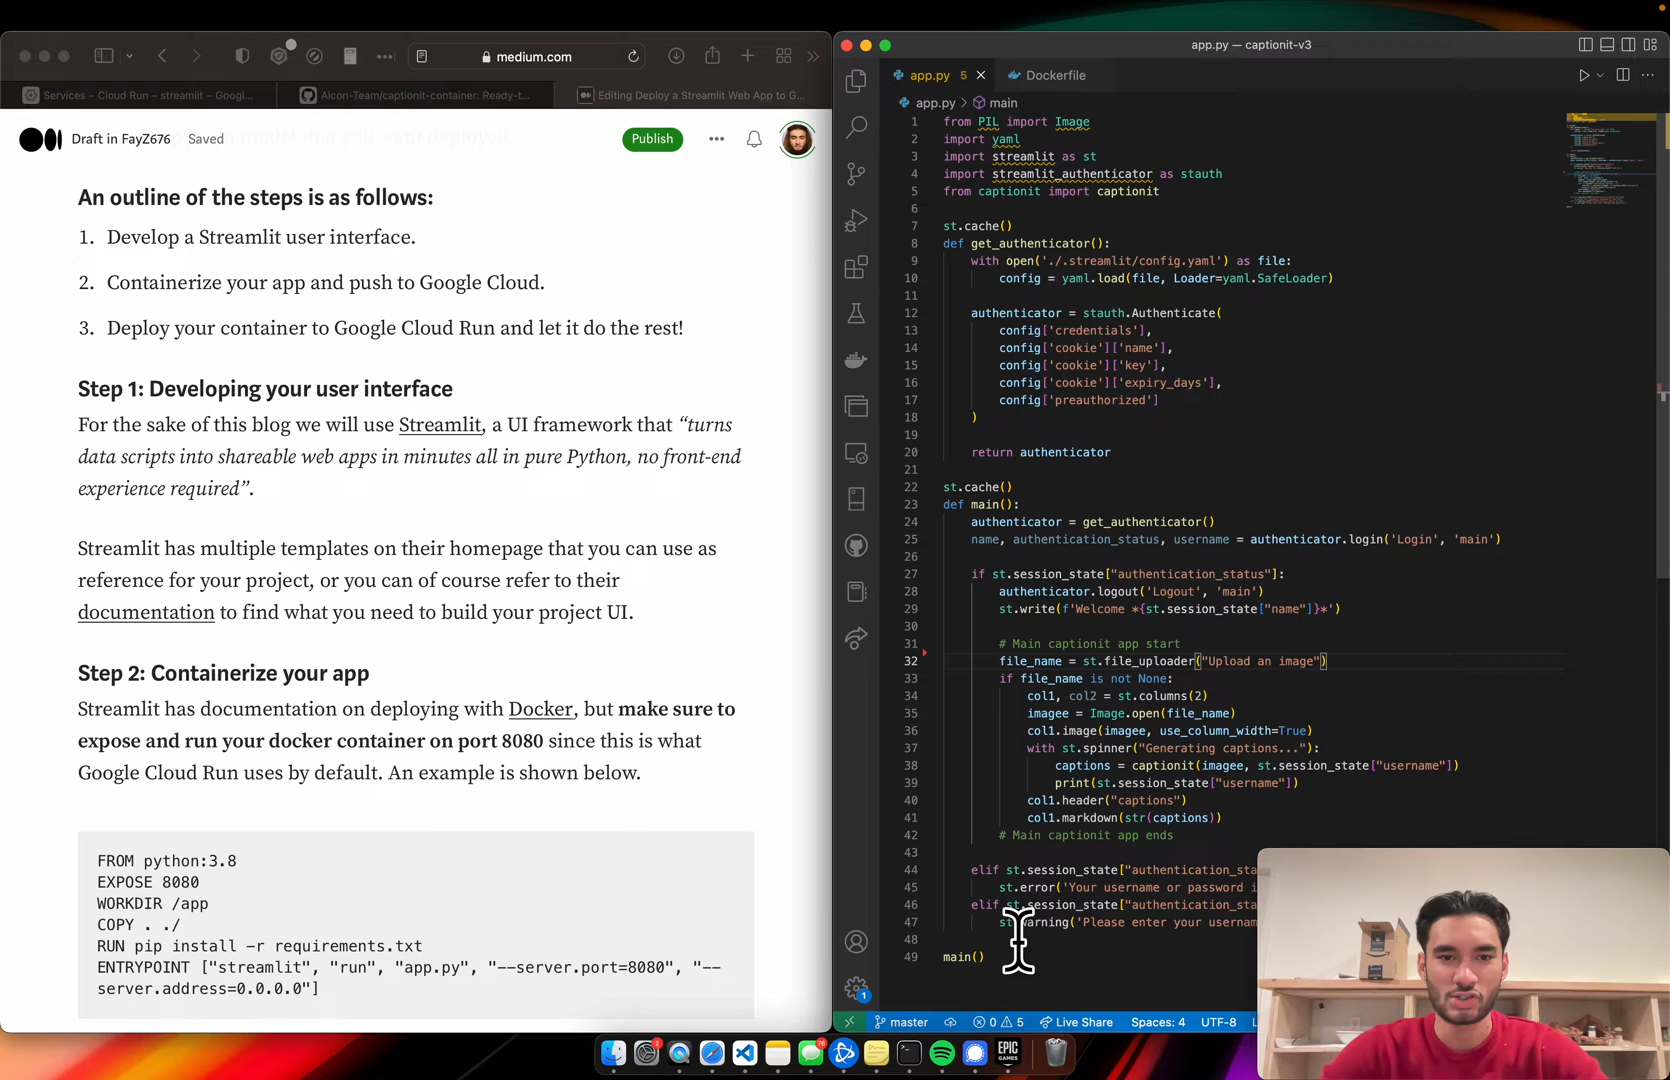 app.py — captionit-v3
medium.com
Services – Cloud Run – streamlit – Googl...
Aicon-Team/captionit-container: Ready-t...
Editing Deploy a Streamlit Web App to G...
Draft in FayZ676 Saved
Publish
An outline of the steps is as follows:
1. Develop a Streamlit user interface.
2. Containerize your app and push to Google Cloud.
3. Deploy your container to Google Cloud Run and let it do the rest!
Step 1: Developing your user interface
For the sake of this blog we will use Streamlit, a UI framework that “turns
data scripts into shareable web apps in minutes all in pure Python, no front-end
experience required”.
Streamlit has multiple templates on their homepage that you can use as
reference for your project, or you can of course refer to their
documentation to find what you need to build your project UI.
Step 2: Containerize your app
Streamlit has documentation on deploying with Docker, but make sure to
expose and run your docker container on port 8080 since this is what
Google Cloud Run uses by default. An example is shown below.
FROM python:3.8
EXPOSE 8080
WORKDIR /app
COPY . ./
RUN pip install -r requirements.txt
ENTRYPOINT ["streamlit", "run", "app.py", "--server.port=8080", "--
server.address=0.0.0.0"]
app.py 5
Dockerfile
app.py > main
1 from PIL import Image
2 import yaml
3 import streamlit as st
4 import streamlit_authenticator as stauth
5 from captionit import captionit
6
7 st.cache()
8 def get_authenticator():
9 with open('./.streamlit/config.yaml') as file:
10 config = yaml.load(file, Loader=yaml.SafeLoader)
11
12 authenticator = stauth.Authenticate(
13 config['credentials'],
14 config['cookie']['name'],
15 config['cookie']['key'],
16 config['cookie']['expiry_days'],
17 config['preauthorized']
18 )
19
20 return authenticator
21
22 st.cache()
23 def main():
24 authenticator = get_authenticator()
25 name, authentication_status, username = authenticator.login('Login', 'main')
26
27 if st.session_state["authentication_status"]:
28 authenticator.logout('Logout', 'main')
29 st.write(f'Welcome *{st.session_state["name"]}*')
30
31 # Main captionit app start
32 file_name = st.file_uploader("Upload an image")
33 if file_name is not None:
34 col1, col2 = st.columns(2)
35 imagee = Image.open(file_name)
36 col1.image(imagee, use_column_width=True)
37 with st.spinner("Generating captions..."):
38 captions = captionit(imagee, st.session_state["username"])
39 print(st.session_state["username"])
40 col1.header("captions")
41 col1.markdown(str(captions))
42 # Main captionit app ends
43
44 elif st.session_state["authentication_sta
45 st.error('Your username or password i
46 elif st.session_state["authentication_sta
47 st.warning('Please enter your usernam
48
49 main()
1
master 0 5 Live Share Spaces: 4 UTF-8
2
76
EPIC
GAMES